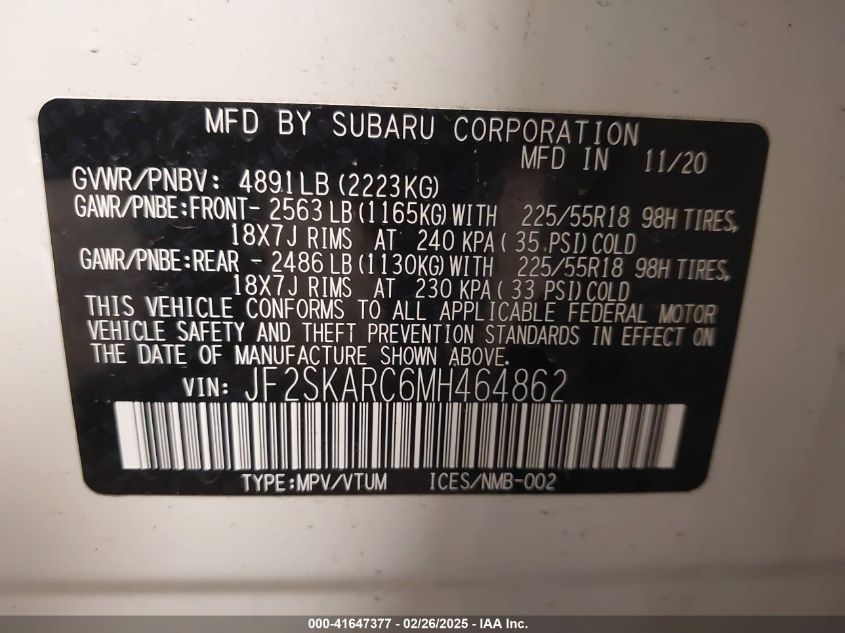 MFD BY SUBARU CORPORATION
MFD IN 11/20
GVWR/PNBV: 4891LB(2223KG)
GAWR/PNBE:FRONT- 2563LB(1165KG)WITH 225/55R18 98H TIRES,
18X7J RIMS AT 240 KPA(35.PSI)COLD
GAWR/PNBE:REAR - 2486LB(1130KG)WITH 225/55R18 98H TIRES,
18X7J RIMS AT 230 KPA(33 PSI)COLD
THIS VEHICLE CONFORMS TO ALL APPLICABLE FEDERAL MOTOR
VEHICLE SAFETY AND THEFT PREVENTION STANDARDS IN EFFECT ON
THE DATE OF MANUFACTURE SHOWN ABOVE.
VIN: JF2SKARC6MH464862
TYPE:MPV/VTUM ICES/NMB-002
000-41647377 - 02/26/2025 - IAA Inc.